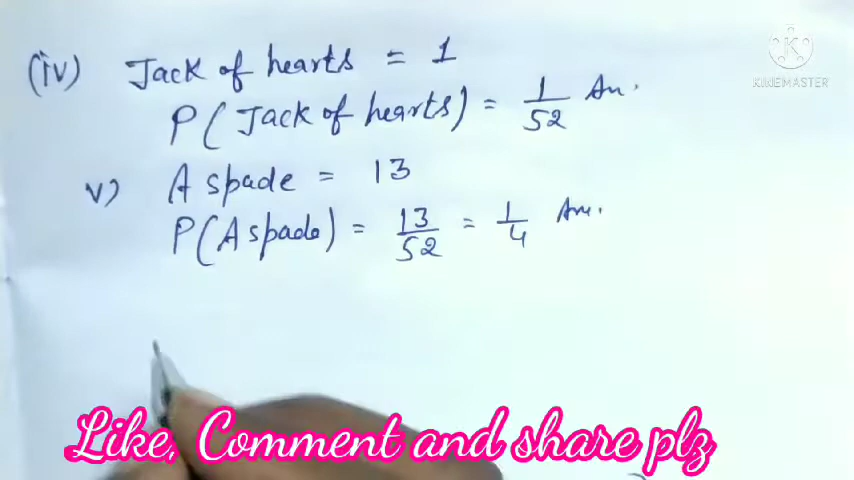 (iv) Jack of hearts = 1
P(Jack of hearts) = 1/52 An.
v) A spade = 13
P(A spade) = 13/52 = 1/4 Ans.
KINEMASTER
Like, Comment and share plz